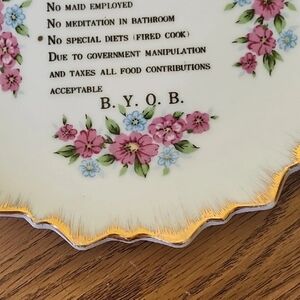 No maid employed
No meditation in bathroom
No special diets (fired cook)
Due to government manipulation
and taxes all food contributions
acceptable
B. Y. O. B.